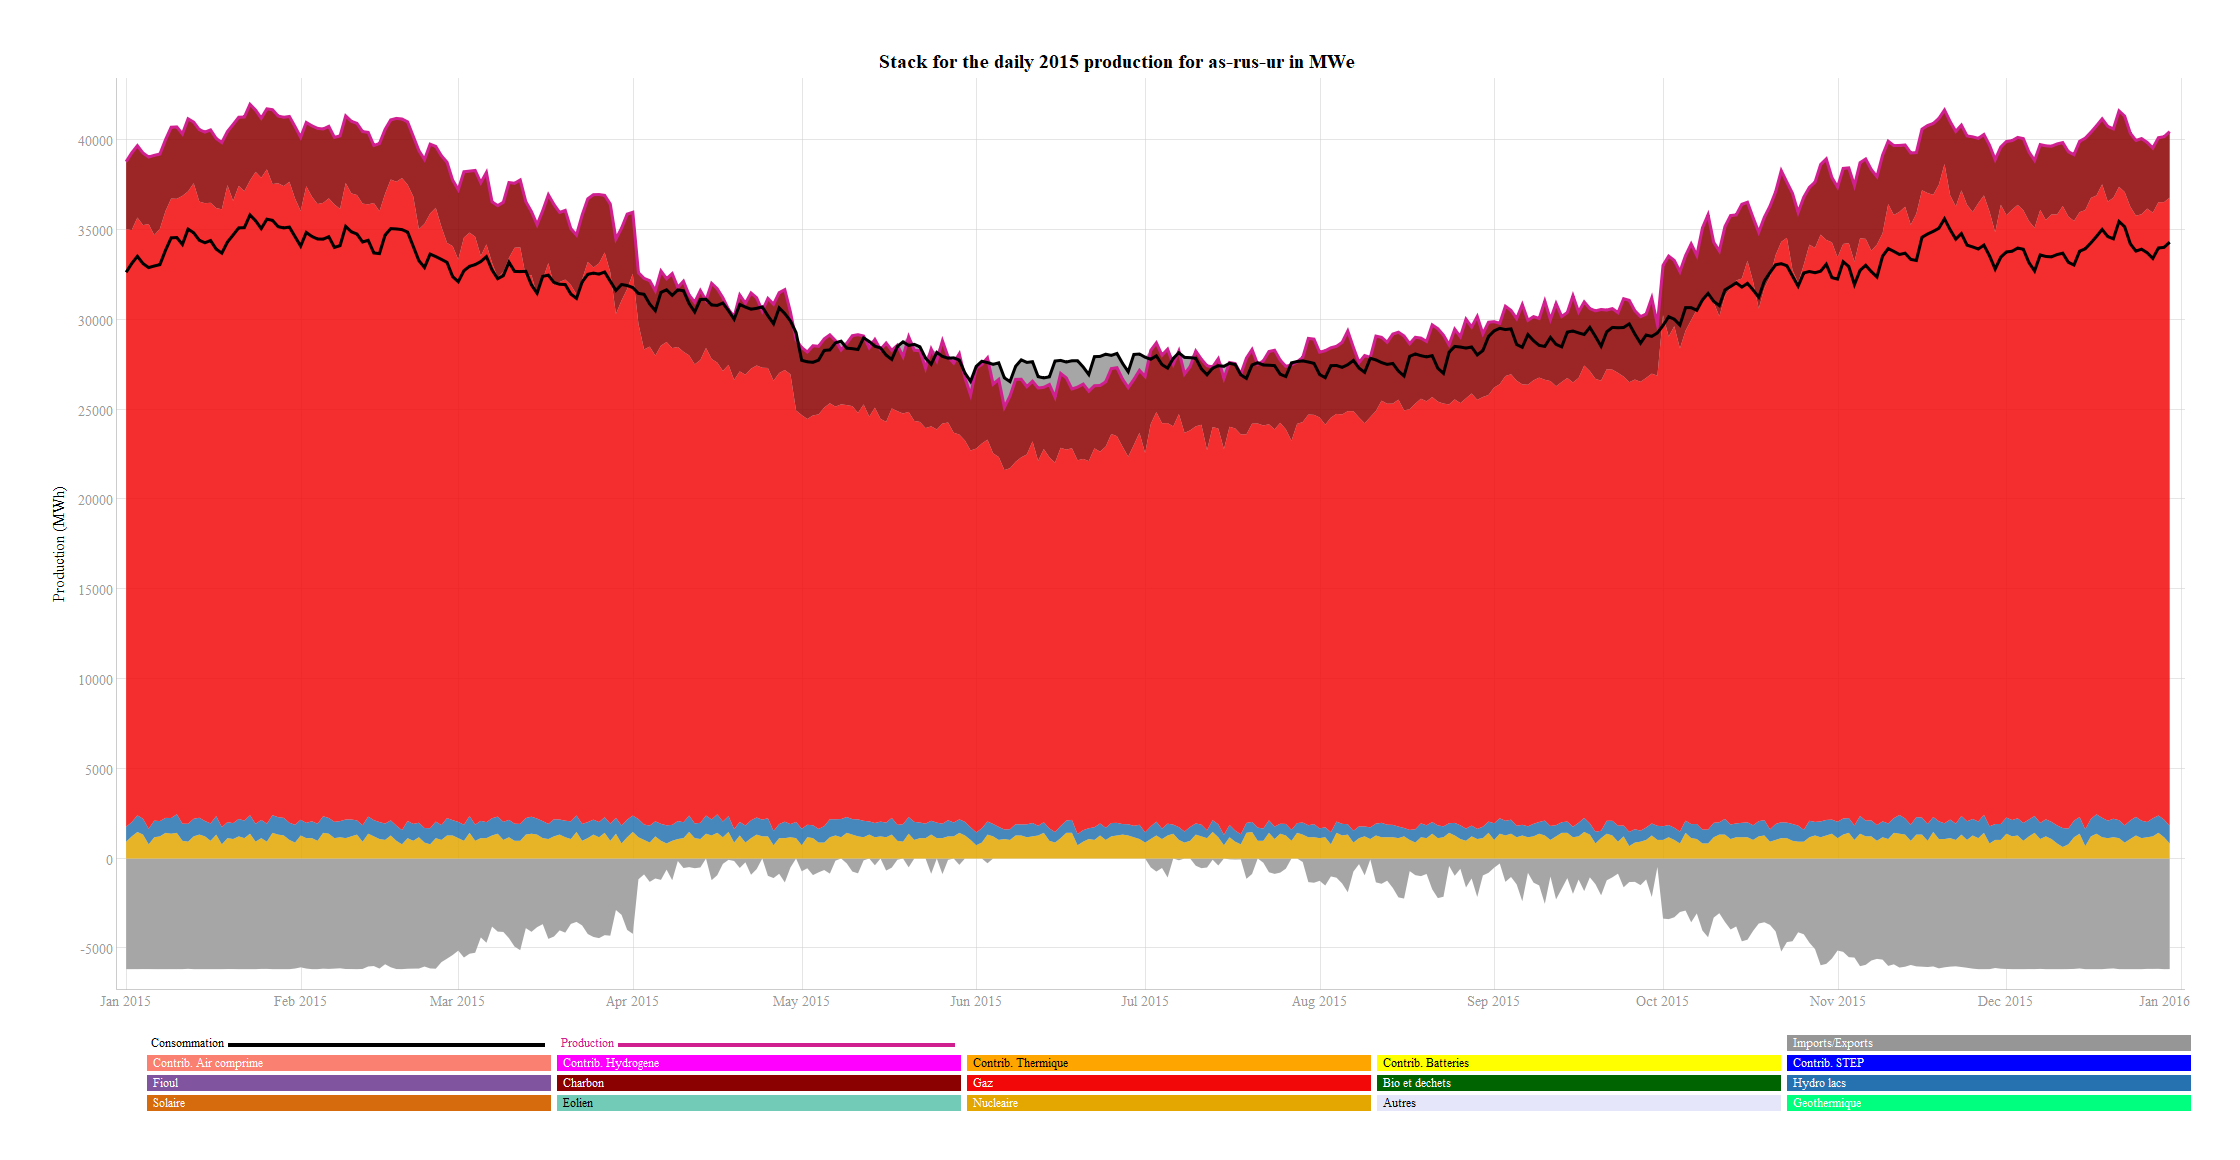 Stack for the daily 2015 production for as-rus-ur in MWe
Production (MWh)
40000
35000
30000
25000
20000
15000
10000
5000
0
-5000
Jan 2015 Feb 2015 Mar 2015 Apr 2015 May 2015 Jun 2015 Jul 2015 Aug 2015 Sep 2015 Oct 2015 Nov 2015 Dec 2015 Jan 2016
Consommation Production Imports/Exports
Contrib. Air comprime Contrib. Hydrogene Contrib. Thermique Contrib. Batteries Contrib. STEP
Fioul Charbon Gaz Bio et dechets Hydro lacs
Solaire Eolien Nucleaire Autres Geothermique